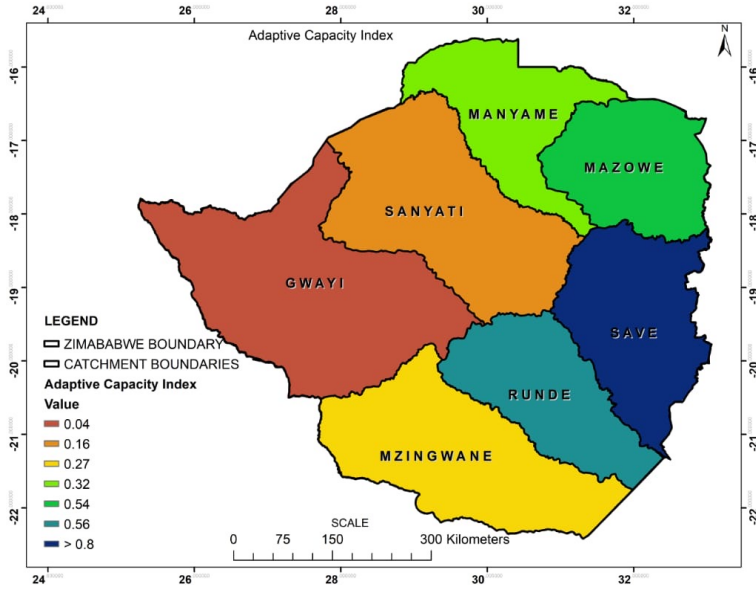 24 26 28 30 32
Adaptive Capacity Index
N
-16 -16
MANYAME
-17 -17
MAZOWE
-18 -18
SANYATI
-19 -19
GWAYI
LEGEND
ZIMABABWE BOUNDARY
SAVE
-20 -20
CATCHMENT BOUNDARIES
Adaptive Capacity Index
RUNDE
Value
0.04
-21 -21
0.16
MZINGWANE
0.27
0.32
-22 -22
0.54
SCALE
0.56
0 75 150 300 Kilometers
> 0.8
24 26 28 30 32